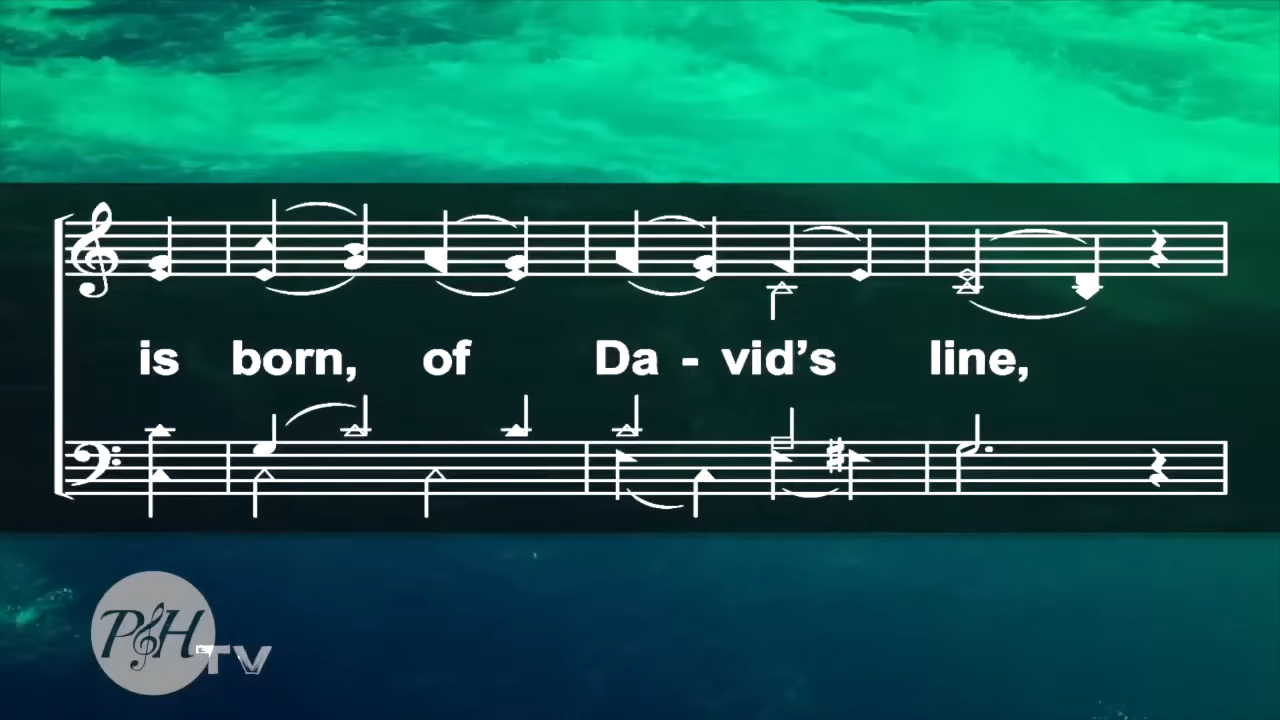 is born, of Da - vid’s line,
P&H
TV